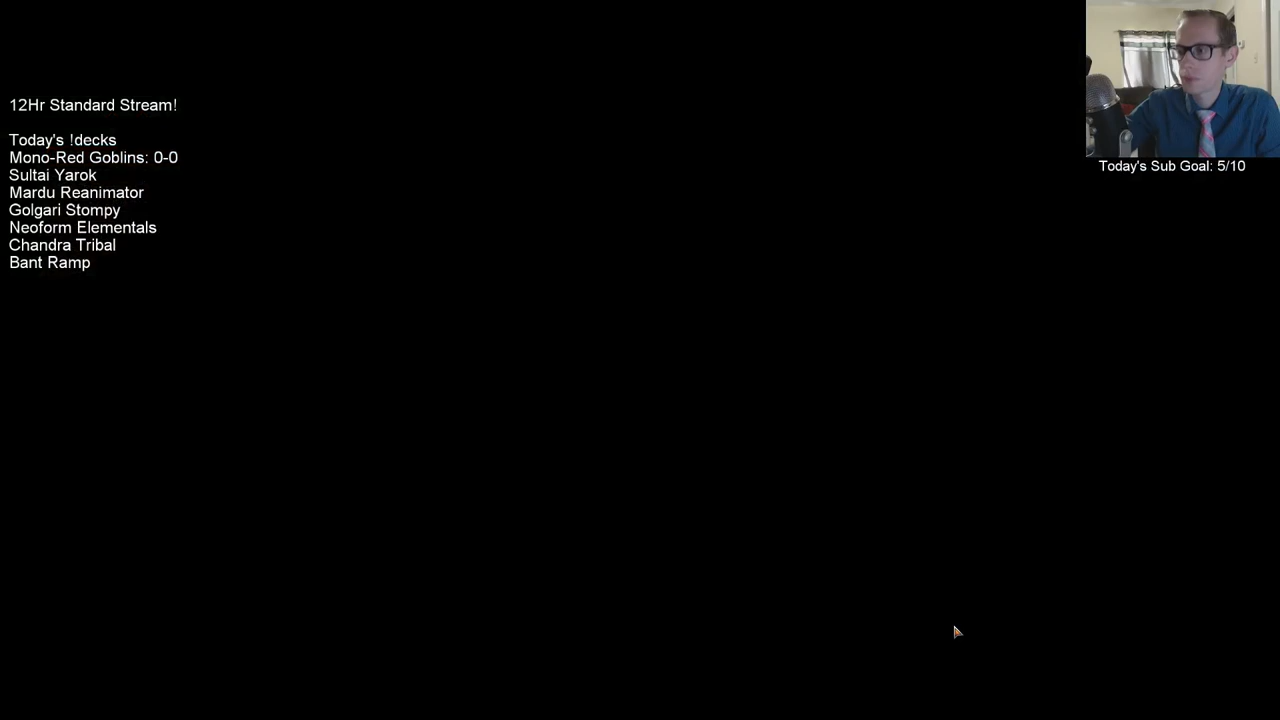 12Hr Standard Stream!
Today's !decks
Mono-Red Goblins: 0-0
Sultai Yarok
Mardu Reanimator
Golgari Stompy
Neoform Elementals
Chandra Tribal
Bant Ramp
Today's Sub Goal: 5/10